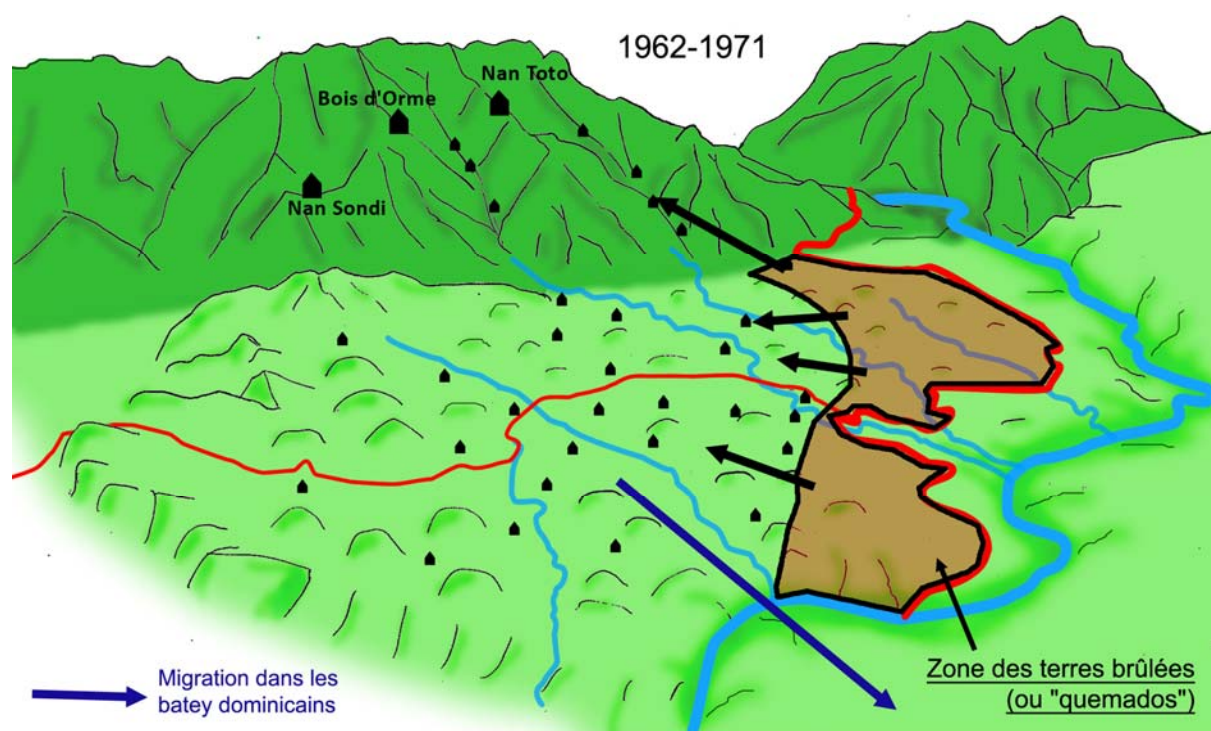 1962-1971
Nan Toto
Bois d'Orme
Nan Sondi
Migration dans les
batey dominicains
Zone des terres brûlées
(ou "quemados")